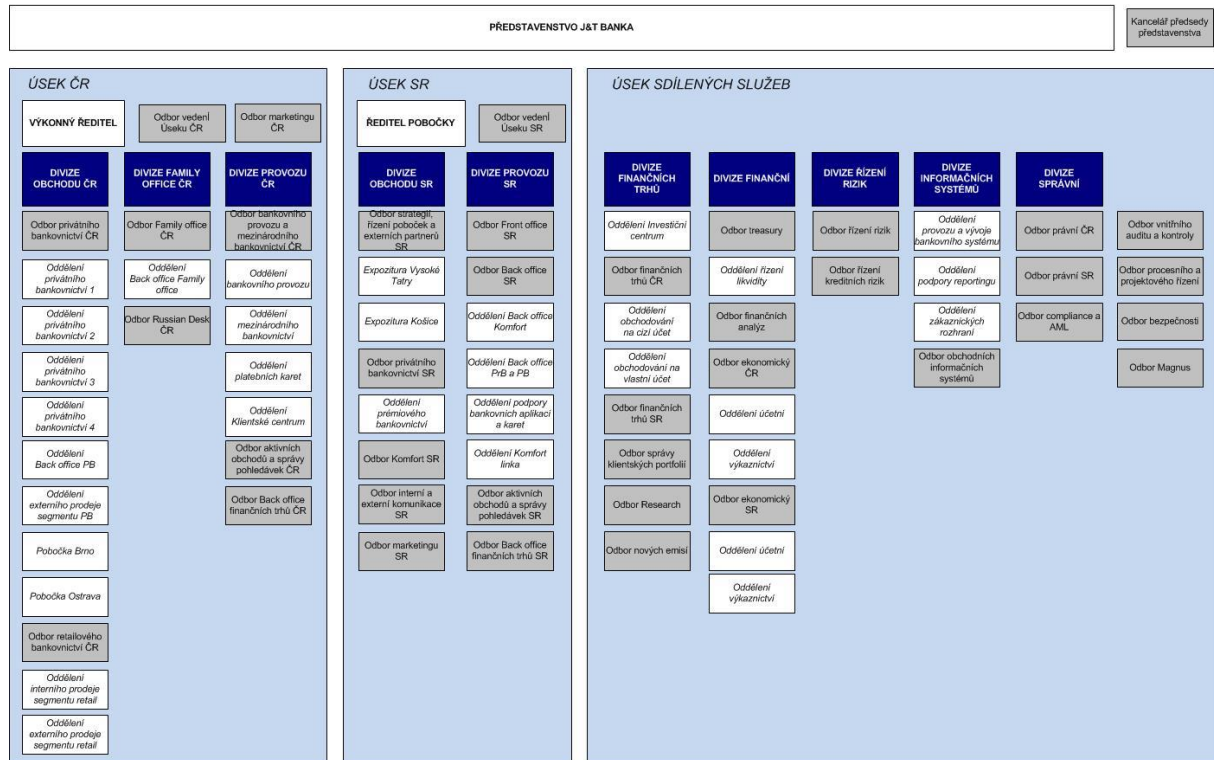 PŘEDSTAVENSTVO J&T BANKA
Kancelář předsedy
představenstva
ÚSEK ČR
VÝKONNÝ ŘEDITEL
Odbor vedení
Úseku ČR
Odbor marketingu
ČR
DIVIZE
OBCHODU ČR
Odbor privátního
bankovnictví ČR
Oddělení
privátního
bankovnictví 1
Oddělení
privátního
bankovnictví 2
Oddělení
privátního
bankovnictví 3
Oddělení
privátního
bankovnictví 4
Oddělení
Back office PB
Oddělení
externího prodeje
segmentu PB
Pobočka Brno
Pobočka Ostrava
Odbor retailového
bankovnictví ČR
Oddělení
interního prodeje
segmentu retail
Oddělení
externího prodeje
segmentu retail
DIVIZE FAMILY
OFFICE ČR
Odbor Family office
ČR
Oddělení
Back office Family
office
Odbor Russian Desk
ČR
DIVIZE PROVOZU
ČR
Odbor bankovního
provozu a
mezinárodního
bankovnictví ČR
Oddělení
bankovního provozu
Oddělení
mezinárodního
bankovnictví
Oddělení
platebních karet
Oddělení
Klientské centrum
Odbor aktivních
obchodů a správy
pohledávek ČR
Odbor Back office
finančních trhů ČR
ÚSEK SR
ŘEDITEL POBOČKY
Odbor vedení
Úseku SR
DIVIZE
OBCHODU SR
Odbor strategií,
řízení poboček a
externích partnerů
SR
Expozitura Vysoké
Tatry
Expozitura Košice
Odbor privátního
bankovnictví SR
Oddělení
prémiového
bankovnictví
Odbor Komfort SR
Odbor interní a
externí komunikace
SR
Odbor marketingu
SR
DIVIZE PROVOZU
SR
Odbor Front office
SR
Odbor Back office
SR
Oddělení Back office
Komfort
Oddělení Back office
PrB a PB
Oddělení podpory
bankovních aplikací
a karet
Oddělení Komfort
linka
Odbor aktivních
obchodů a správy
pohledávek SR
Odbor Back office
finančních trhů SR
ÚSEK SDÍLENÝCH SLUŽEB
DIVIZE
FINANČNÍCH
TRHŮ
Oddělení Investiční
centrum
Odbor finančních
trhů ČR
Oddělení
obchodování
na cizí účet
Oddělení
obchodování na
vlastní účet
Odbor finančních
trhů SR
Odbor správy
klientských portfolií
Odbor Research
Odbor nových emisí
DIVIZE FINANČNÍ
Odbor treasury
Oddělení řízení
likvidity
Odbor finančních
analýz
Odbor ekonomický
ČR
Oddělení účetní
Oddělení
výkaznictví
Odbor ekonomický
SR
Oddělení účetní
Oddělení
výkaznictví
DIVIZE ŘÍZENÍ
RIZIK
Odbor řízení rizik
Odbor řízení
kreditních rizik
DIVIZE
INFORMAČNÍCH
SYSTÉMŮ
Oddělení
provozu a vývoje
bankovního systému
Oddělení
podpory reportingu
Oddělení
zákaznických
rozhraní
Odbor obchodních
informačních
systémů
DIVIZE
SPRÁVNÍ
Odbor právní ČR
Odbor právní SR
Odbor compliance a
AML
Odbor vnitřního
auditu a kontroly
Odbor procesního a
projektového řízení
Odbor bezpečnosti
Odbor Magnus